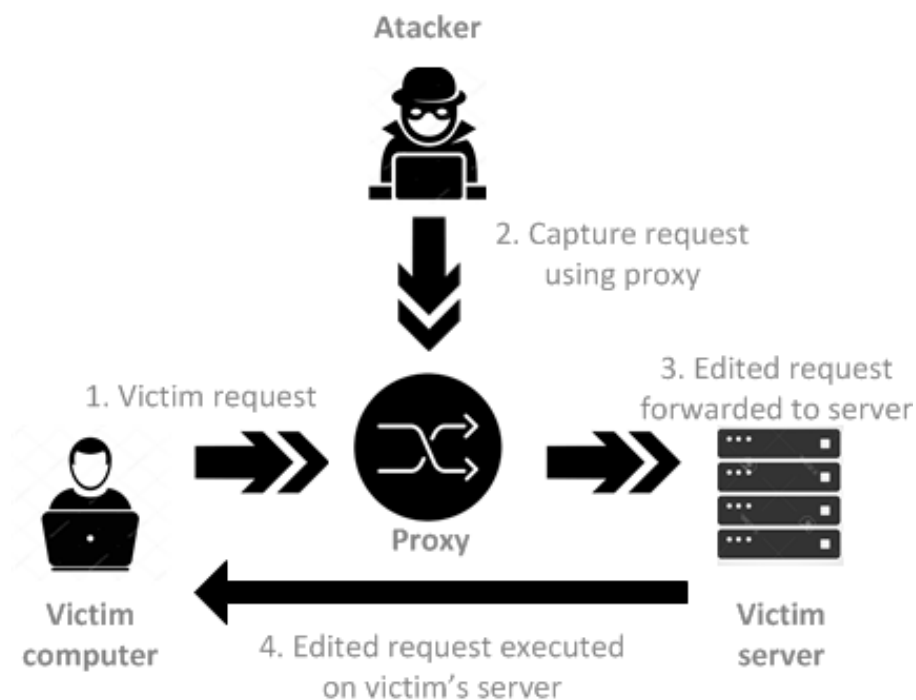 Atacker
2. Capture request
using proxy
1. Victim request
3. Edited request
forwarded to server
Proxy
Victim
computer
4. Edited request executed
on victim's server
Victim
server